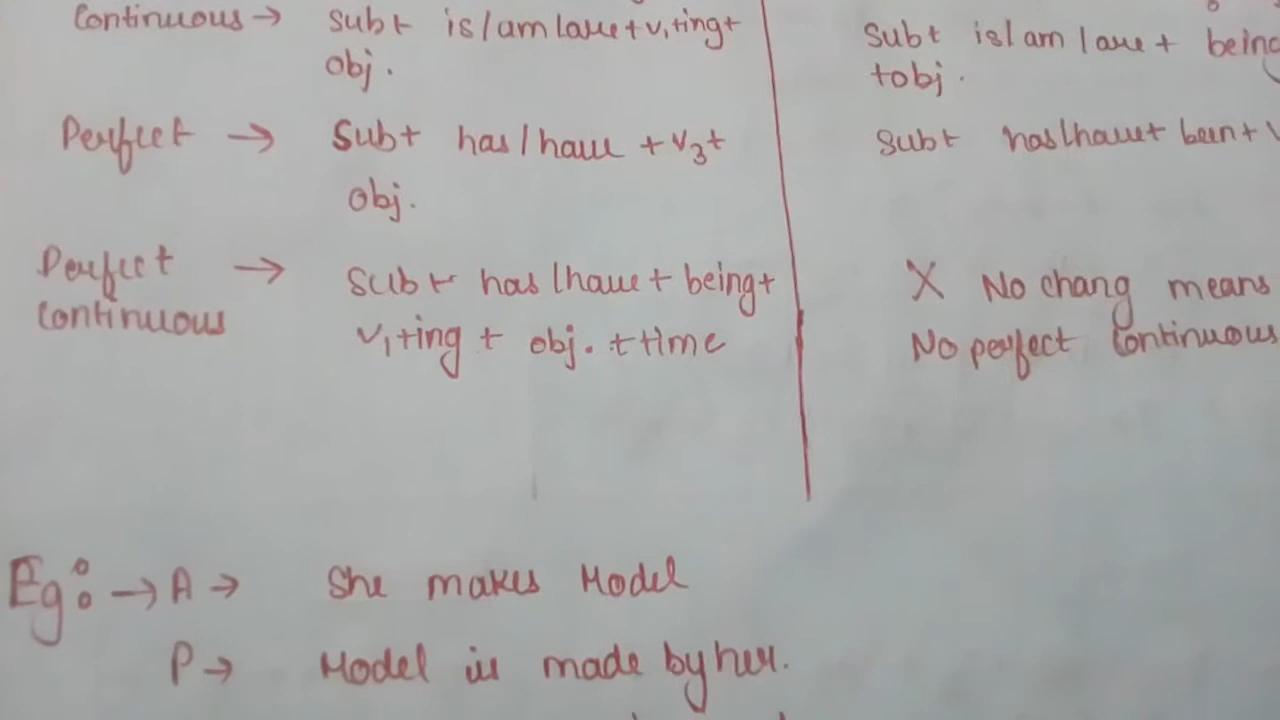 Continuous → Sub+ is/am/are+v₁+ing+
obj.
Sub+ is/am/are+ being
+obj.
Perfect → Sub+ has/have +v₃+
obj.
Sub+ has/have+ been+
Perfect
continuous → Sub+ has/have+ being+
v₁+ing + obj. + time
X No chang means
No perfect Continuous
Eg: → A → She makes Model
P → Model is made by her.